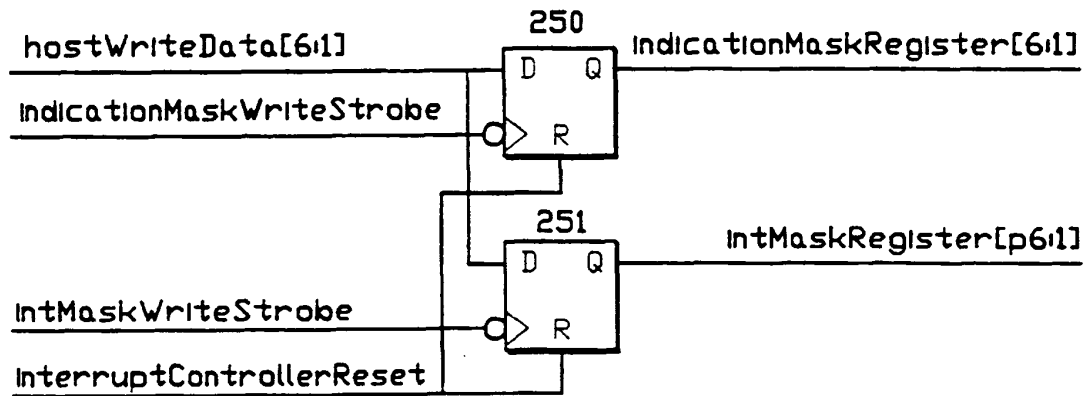 250
hostWriteData[6:1]
indicationMaskRegister[6:1]
D Q
indicationMaskWriteStrobe
R
251
intMaskRegister[p6:1]
D Q
intMaskWriteStrobe
R
interruptControllerReset